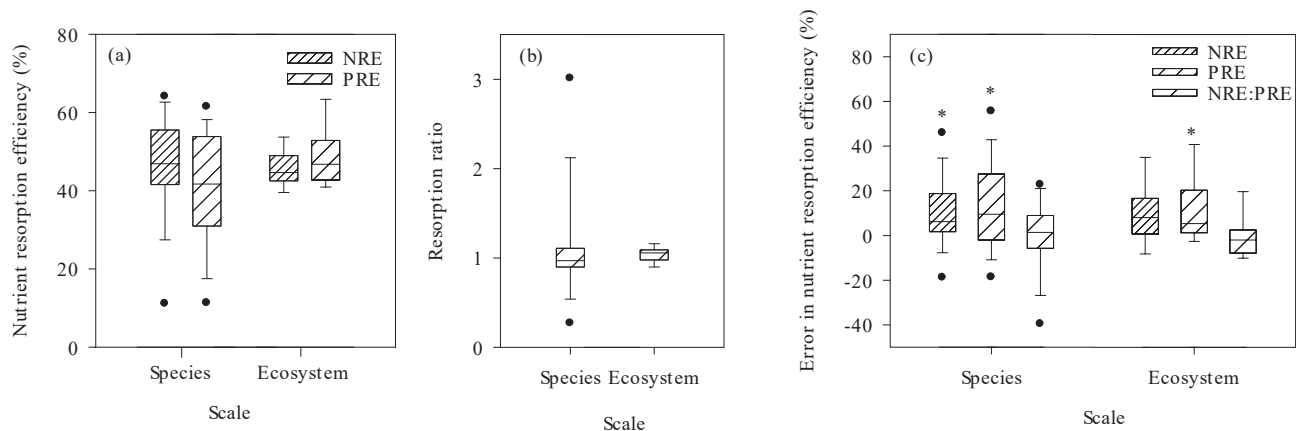 Nutrient resorption efficiency (%)
80
60
40
20
0
(a)
NRE
PRE
Species
Ecosystem
Scale
Resorption ratio
3
2
1
0
(b)
Species Ecosystem
Scale
Error in nutrient resorption efficiency (%)
80
60
40
20
0
-20
-40
(c)
NRE
PRE
NRE:PRE
*
*
*
Species
Ecosystem
Scale